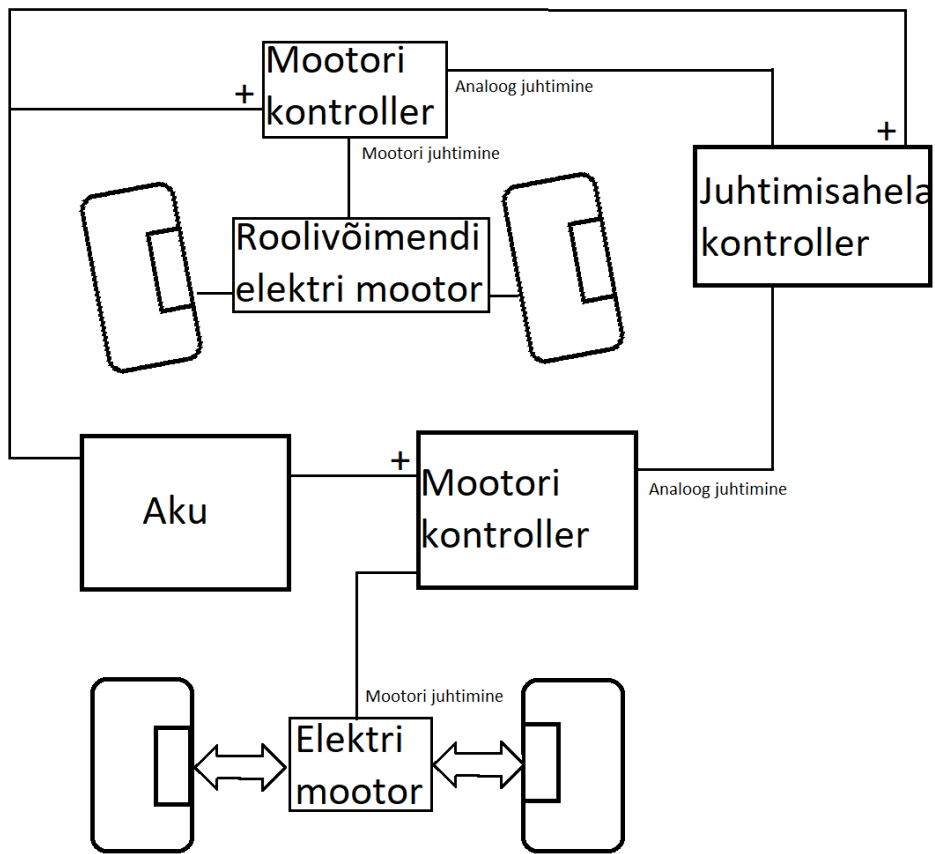 Mootori
kontroller
+
Analoog juhtimine
Mootori juhtimine
+
Juhtimisahela
kontroller
Roolivõimendi
elektri mootor
Aku
+
Mootori
kontroller
Analoog juhtimine
Mootori juhtimine
Elektri
mootor